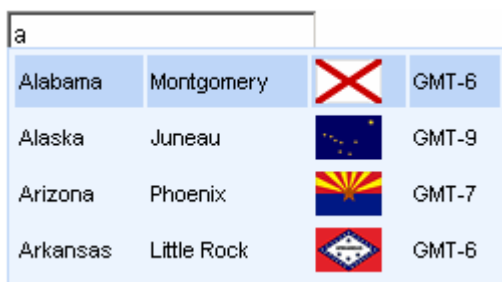 a
Alabama Montgomery GMT-6
Alaska Juneau GMT-9
Arizona Phoenix GMT-7
Arkansas Little Rock GMT-6